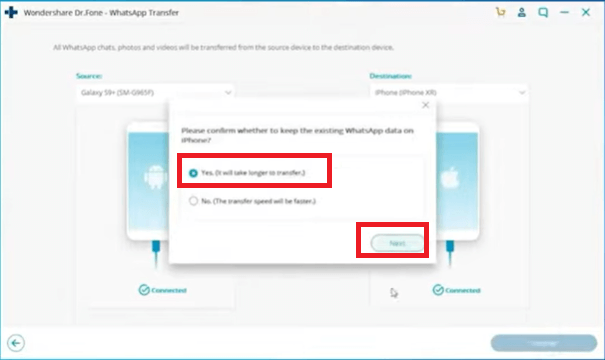 Wondershare Dr.Fone - WhatsApp Transfer
All WhatsApp chats, photos and videos will be transferred from the source device to the destination device.
Source:
Destination:
Galaxy S9+ (SM-G965F)
iPhone (iPhone XR)
Please confirm whether to keep the existing WhatsApp data on
iPhone?
Yes. (It will take longer to transfer.)
No. (The transfer speed will be faster.)
Next
Connected
Connected